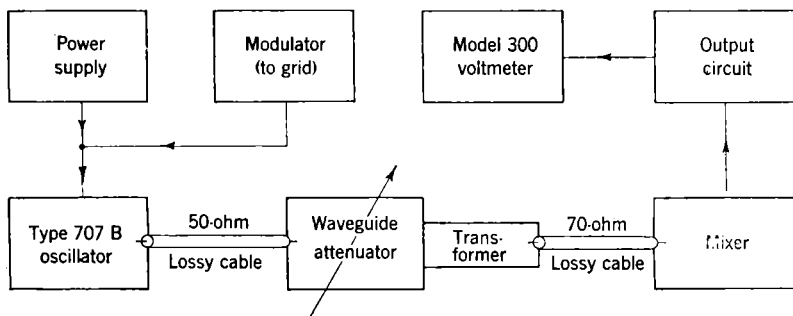 Power
supply
Modulator
(to grid)
Model 300
voltmeter
Output
circuit
Type 707 B
oscillator
50-ohm
Lossy cable
Waveguide
attenuator
Trans-
former
70-ohm
Lossy cable
Mixer